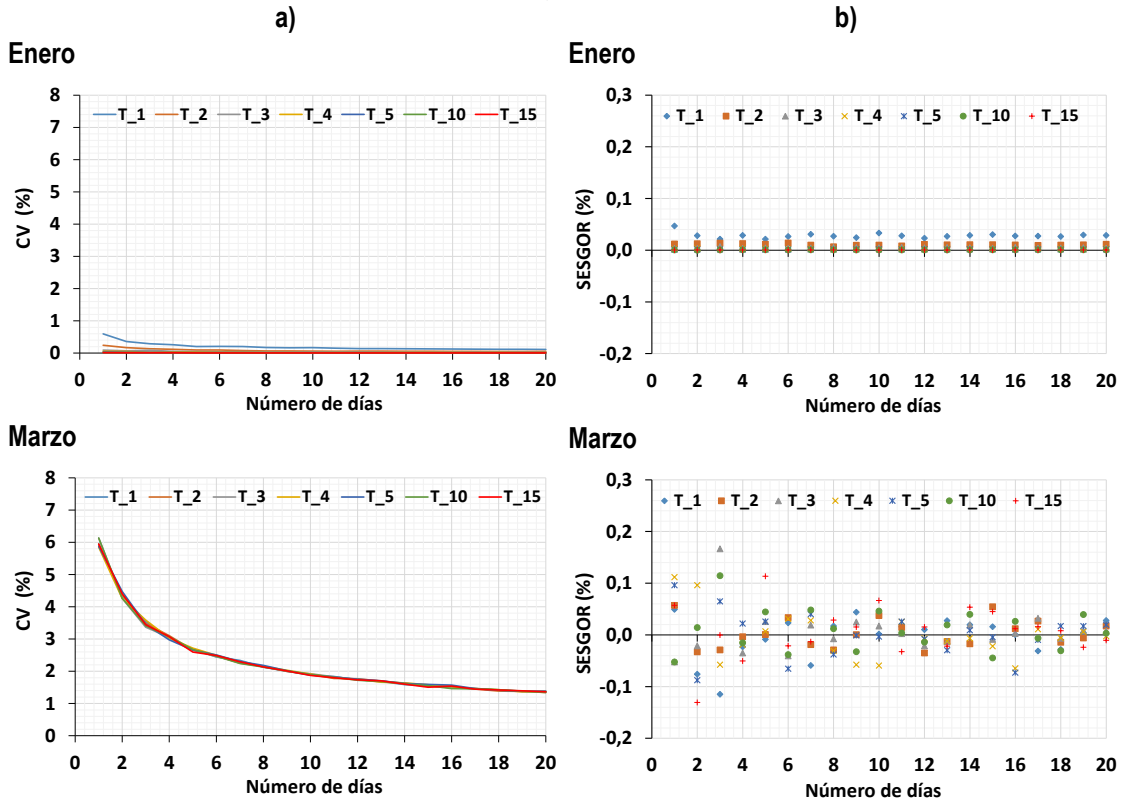 a)
b)
Enero
Enero
T_1 T_2 T_3 T_4 T_5 T_10 T_15
CV (%)
8
7
6
5
4
3
2
1
0
0 2 4 6 8 10 12 14 16 18 20
Número de días
T_1 T_2 T_3 T_4 T_5 T_10 T_15
SESGOR (%)
0,3
0,2
0,1
0,0
-0,1
-0,2
0 2 4 6 8 10 12 14 16 18 20
Número de días
Marzo
Marzo
T_1 T_2 T_3 T_4 T_5 T_10 T_15
CV (%)
8
7
6
5
4
3
2
1
0
0 2 4 6 8 10 12 14 16 18 20
Número de días
T_1 T_2 T_3 T_4 T_5 T_10 T_15
SESGOR (%)
0,3
0,2
0,1
0,0
-0,1
-0,2
0 2 4 6 8 10 12 14 16 18 20
Número de días